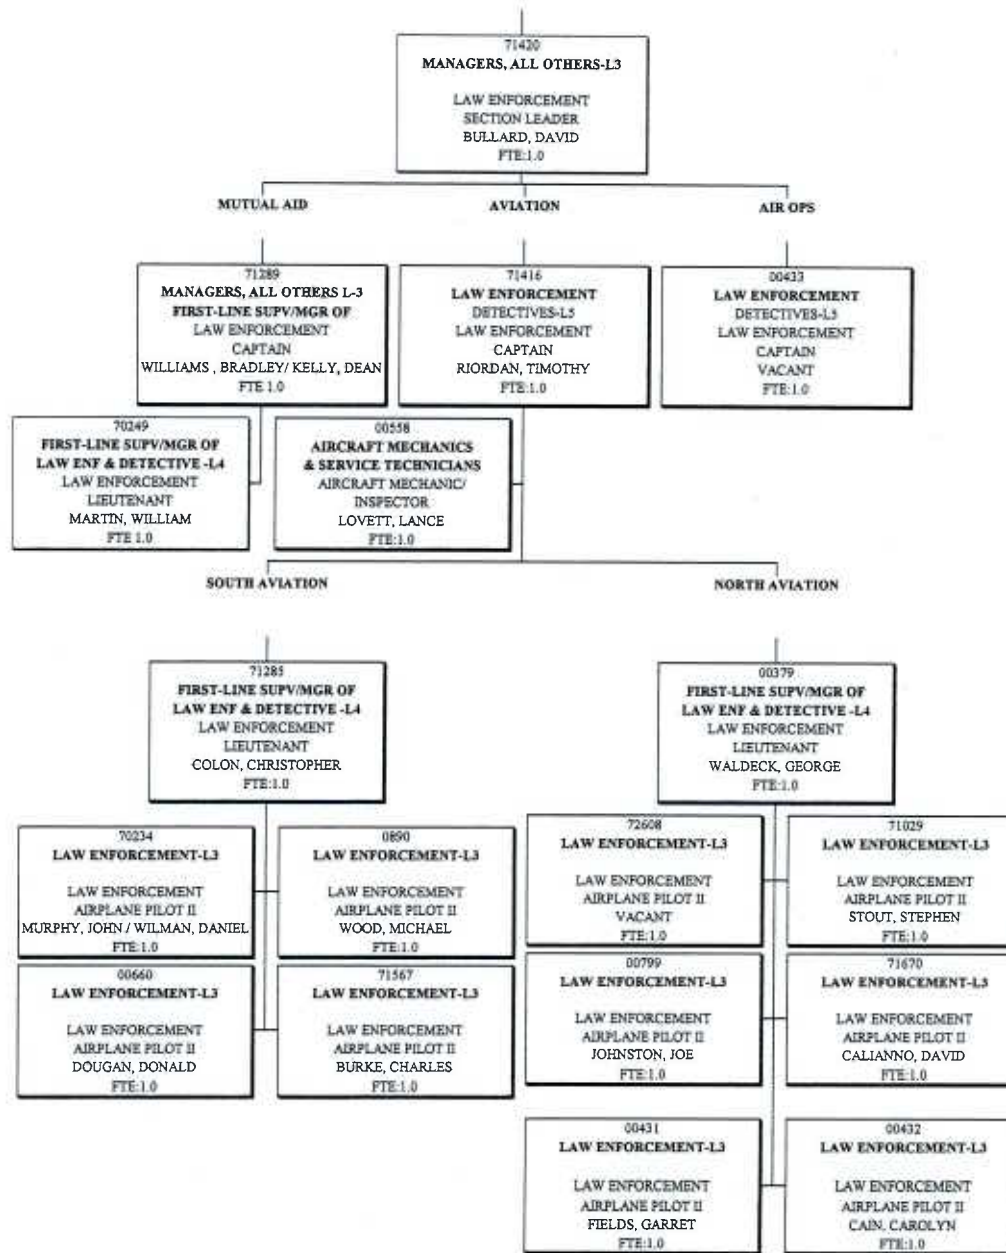 71420
MANAGERS, ALL OTHERS-L3
LAW ENFORCEMENT
SECTION LEADER
BULLARD, DAVID
FTE:1.0
MUTUAL AID
AVIATION
AIR OPS
71289
MANAGERS, ALL OTHERS L-3
FIRST-LINE SUPV/MGR OF
LAW ENFORCEMENT
CAPTAIN
WILLIAMS , BRADLEY/ KELLY, DEAN
FTE 1.0
71416
LAW ENFORCEMENT
DETECTIVES-L5
LAW ENFORCEMENT
CAPTAIN
RIORDAN, TIMOTHY
FTE:1.0
00433
LAW ENFORCEMENT
DETECTIVES-L5
LAW ENFORCEMENT
CAPTAIN
VACANT
FTE:1.0
70249
FIRST-LINE SUPV/MGR OF
LAW ENF & DETECTIVE -L4
LAW ENFORCEMENT
LIEUTENANT
MARTIN, WILLIAM
FTE 1.0
00558
AIRCRAFT MECHANICS
& SERVICE TECHNICIANS
AIRCRAFT MECHANIC/
INSPECTOR
LOVETT, LANCE
FTE:1.0
SOUTH AVIATION
NORTH AVIATION
71285
FIRST-LINE SUPV/MGR OF
LAW ENF & DETECTIVE -L4
LAW ENFORCEMENT
LIEUTENANT
COLON, CHRISTOPHER
FTE:1.0
00379
FIRST-LINE SUPV/MGR OF
LAW ENF & DETECTIVE -L4
LAW ENFORCEMENT
LIEUTENANT
WALDECK, GEORGE
FTE:1.0
70234
LAW ENFORCEMENT-L3
LAW ENFORCEMENT
AIRPLANE PILOT II
MURPHY, JOHN / WILMAN, DANIEL
FTE:1.0
0890
LAW ENFORCEMENT-L3
LAW ENFORCEMENT
AIRPLANE PILOT II
WOOD, MICHAEL
FTE:1.0
72608
LAW ENFORCEMENT-L3
LAW ENFORCEMENT
AIRPLANE PILOT II
VACANT
FTE:1.0
71029
LAW ENFORCEMENT-L3
LAW ENFORCEMENT
AIRPLANE PILOT II
STOUT, STEPHEN
FTE:1.0
00660
LAW ENFORCEMENT-L3
LAW ENFORCEMENT
AIRPLANE PILOT II
DOUGAN, DONALD
FTE:1.0
71567
LAW ENFORCEMENT-L3
LAW ENFORCEMENT
AIRPLANE PILOT II
BURKE, CHARLES
FTE:1.0
00799
LAW ENFORCEMENT-L3
LAW ENFORCEMENT
AIRPLANE PILOT II
JOHNSTON, JOE
FTE:1.0
71670
LAW ENFORCEMENT-L3
LAW ENFORCEMENT
AIRPLANE PILOT II
CALIANNO, DAVID
FTE:1.0
00431
LAW ENFORCEMENT-L3
LAW ENFORCEMENT
AIRPLANE PILOT II
FIELDS, GARRET
FTE:1.0
00432
LAW ENFORCEMENT-L3
LAW ENFORCEMENT
AIRPLANE PILOT II
CAIN, CAROLYN
FTE:1.0